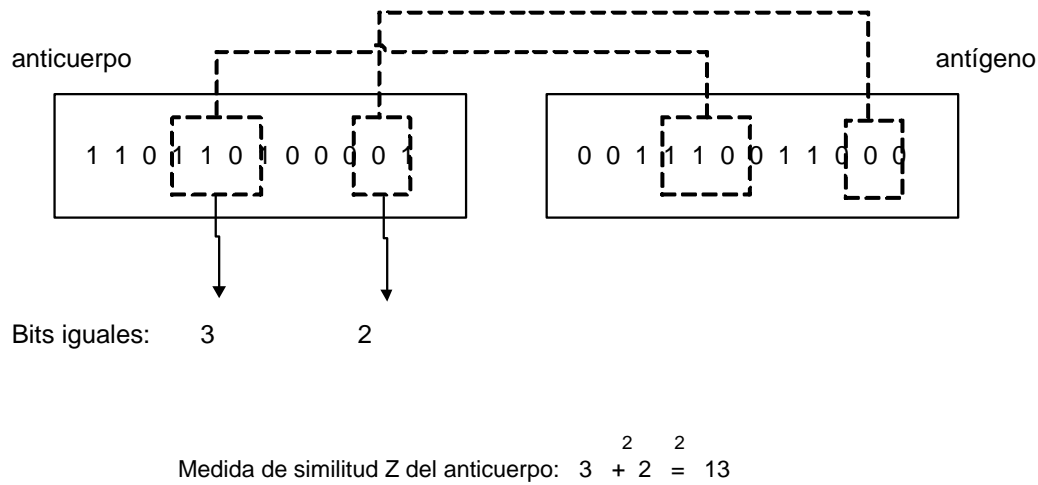 anticuerpo antígeno
1 1 0 1 1 0 1 0 0 0 0 0 1 0 0 1 1 1 0 0 1 1 0 0 0
Bits iguales: 3 2
2 2
Medida de similitud Z del anticuerpo: 3 + 2 = 13